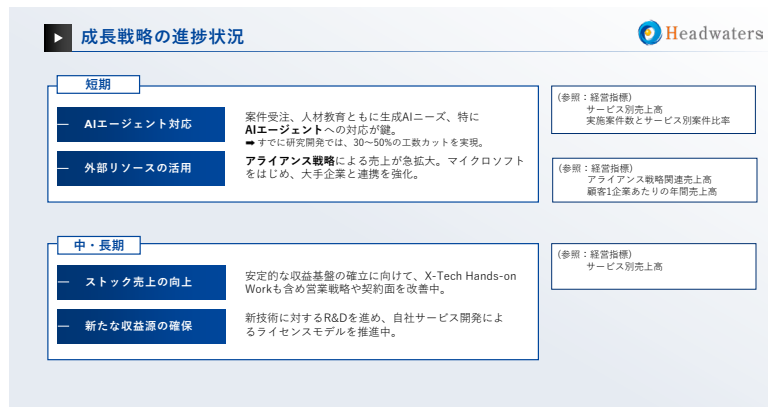 成長戦略の進捗状況
Headwaters
短期
AIエージェント対応
案件受注、人材教育ともに生成AIニーズ、特に
AIエージェントへの対応が鍵。
➡ すでに研究開発では、30～50%の工数カットを実現。
外部リソースの活用
アライアンス戦略による売上が急拡大。マイクロソフト
をはじめ、大手企業と連携を強化。
(参照：経営指標)
サービス別売上高
実施案件数とサービス別案件比率
(参照：経営指標)
アライアンス戦略関連売上高
顧客1企業あたりの年間売上高
中・長期
ストック売上の向上
安定的な収益基盤の確立に向けて、X-Tech Hands-on
Workも含め営業戦略や契約面を改善中。
新たな収益源の確保
新技術に対するR&Dを進め、自社サービス開発によ
るライセンスモデルを推進中。
(参照：経営指標)
サービス別売上高